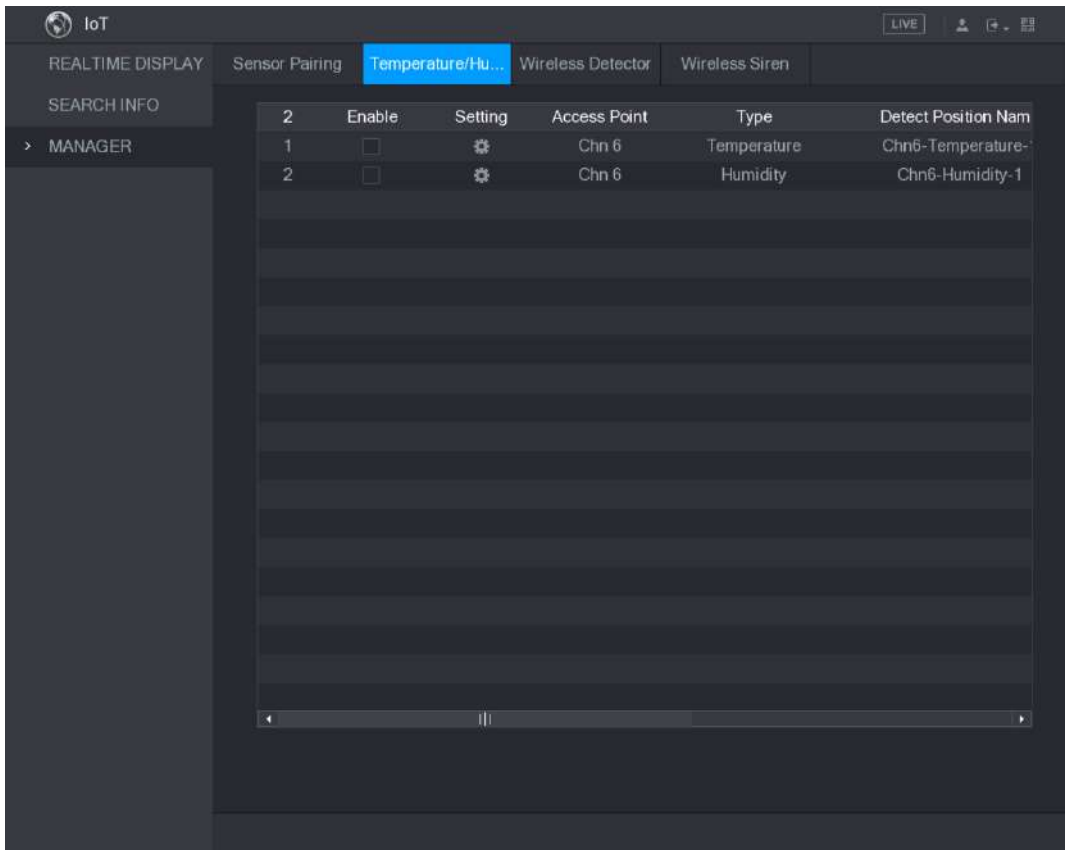 IoT LIVE
REALTIME DISPLAY
SEARCH INFO
> MANAGER
Sensor Pairing Temperature/Hu... Wireless Detector Wireless Siren
2 Enable Setting Access Point Type Detect Position Nam
1 Chn 6 Temperature Chn6-Temperature-
2 Chn 6 Humidity Chn6-Humidity-1